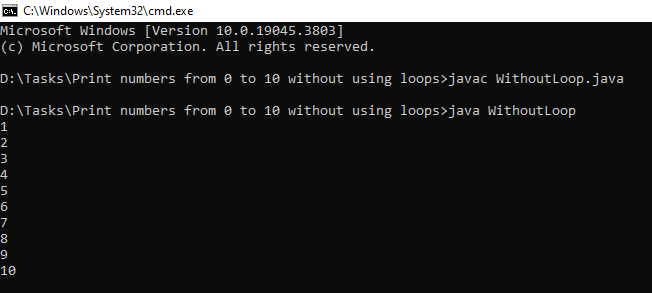 C:\Windows\System32\cmd.exe
Microsoft Windows [Version 10.0.19045.3803]
(c) Microsoft Corporation. All rights reserved.
D:\Tasks\Print numbers from 0 to 10 without using loops>javac WithoutLoop.java
D:\Tasks\Print numbers from 0 to 10 without using loops>java WithoutLoop
1
2
3
4
5
6
7
8
9
10